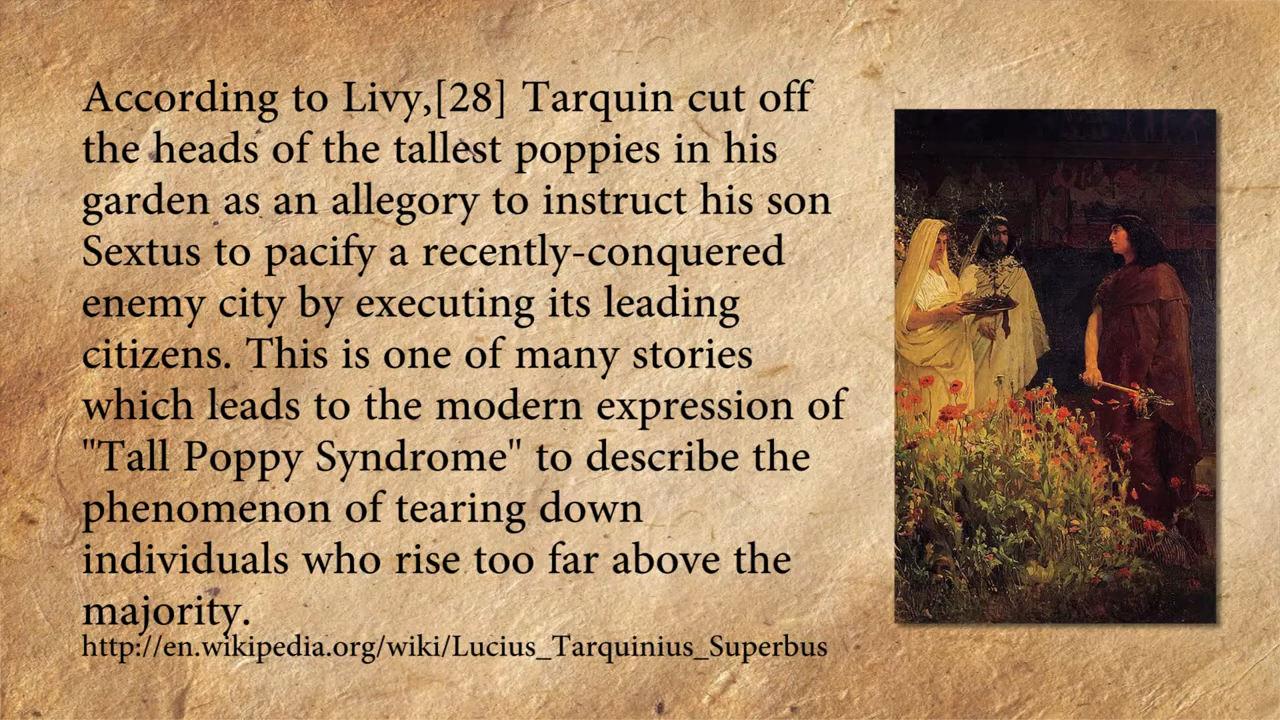 According to Livy,[28] Tarquin cut off
the heads of the tallest poppies in his
garden as an allegory to instruct his son
Sextus to pacify a recently-conquered
enemy city by executing its leading
citizens. This is one of many stories
which leads to the modern expression of
"Tall Poppy Syndrome" to describe the
phenomenon of tearing down
individuals who rise too far above the
majority.
http://en.wikipedia.org/wiki/Lucius_Tarquinius_Superbus